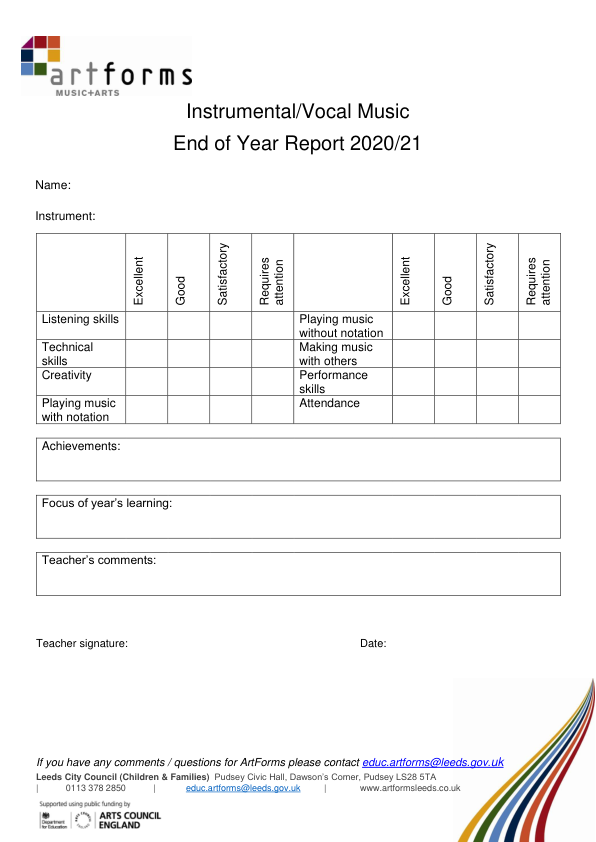 artforms
MUSIC+ARTS
Instrumental/Vocal Music
End of Year Report 2020/21
Name:
Instrument:
Excellent
Good
Satisfactory
Requires
attention
Excellent
Good
Satisfactory
Requires
attention
Listening skills
Playing music
without notation
Technical
skills
Making music
with others
Creativity
Performance
skills
Playing music
with notation
Attendance
Achievements:
Focus of year’s learning:
Teacher’s comments:
Teacher signature: Date:
If you have any comments / questions for ArtForms please contact educ.artforms@leeds.gov.uk
Leeds City Council (Children & Families) Pudsey Civic Hall, Dawson’s Corner, Pudsey LS28 5TA
| 0113 378 2850 | educ.artforms@leeds.gov.uk | www.artformsleeds.co.uk
Supported using public funding by
Department
for Education
ARTS COUNCIL
ENGLAND